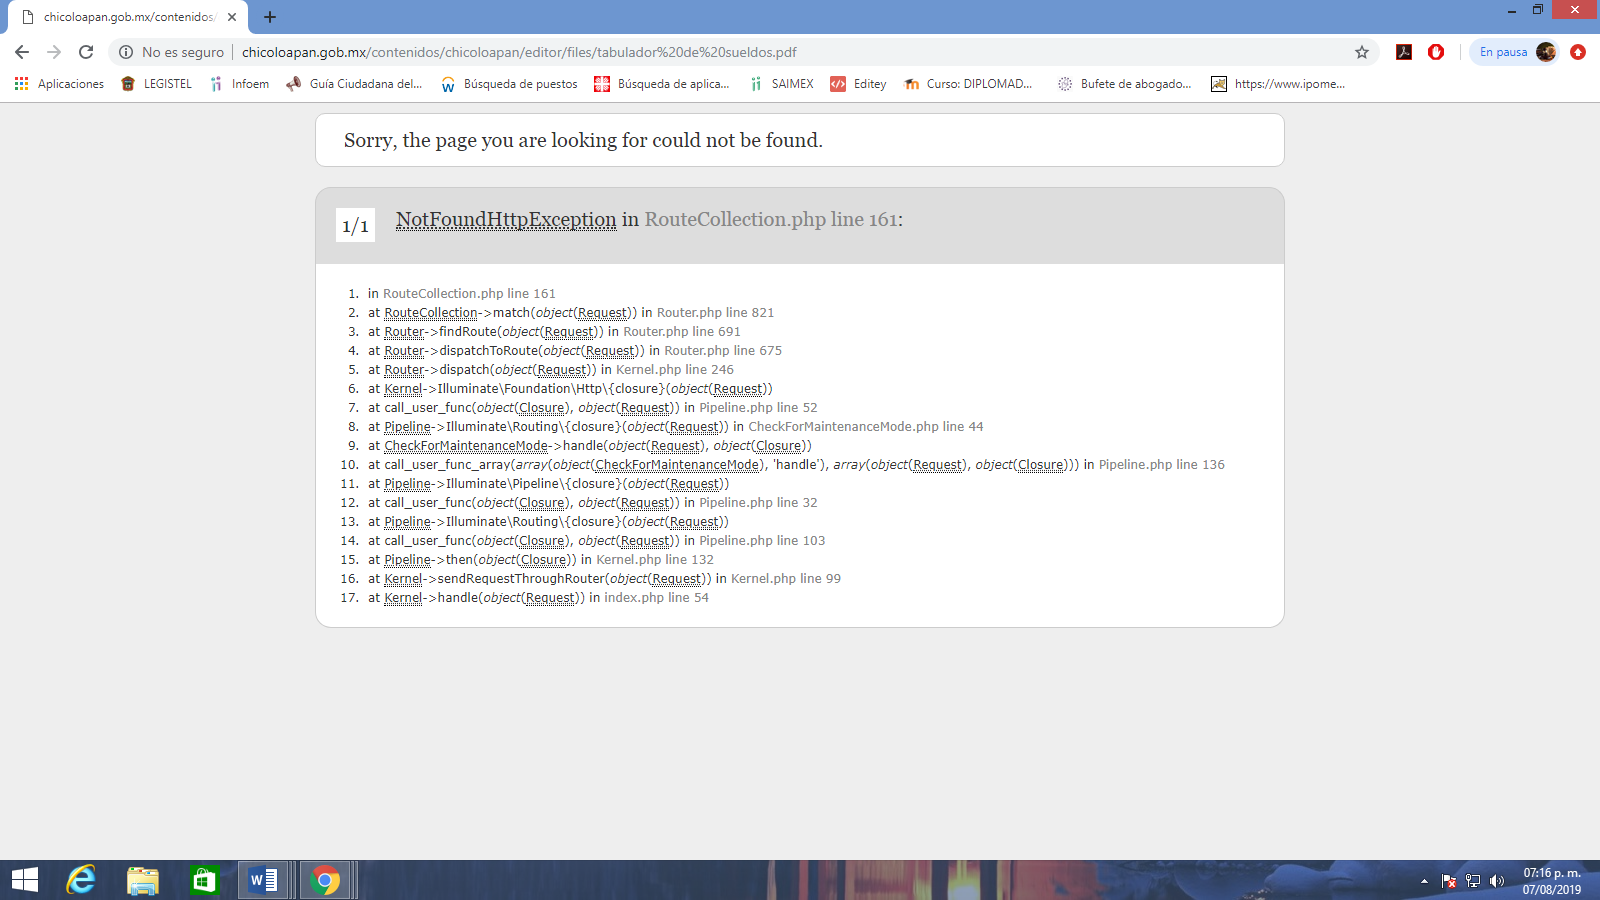 chicoloapan.gob.mx/contenidos/
No es seguro | chicoloapan.gob.mx/contenidos/chicoloapan/editor/files/tabulador%20de%20sueldos.pdf
En pausa
Aplicaciones LEGISTEL Infoem Guía Ciudadana del... Búsqueda de puestos Búsqueda de aplica... SAIMEX Editey Curso: DIPLOMAD... Bufete de abogado... https://www.ipome...
Sorry, the page you are looking for could not be found.
1/1 NotFoundHttpException in RouteCollection.php line 161:
1. in RouteCollection.php line 161
2. at RouteCollection->match(object(Request)) in Router.php line 821
3. at Router->findRoute(object(Request)) in Router.php line 691
4. at Router->dispatchToRoute(object(Request)) in Router.php line 675
5. at Router->dispatch(object(Request)) in Kernel.php line 246
6. at Kernel->Illuminate\Foundation\Http\{closure}(object(Request))
7. at call_user_func(object(Closure), object(Request)) in Pipeline.php line 52
8. at Pipeline->Illuminate\Routing\{closure}(object(Request)) in CheckForMaintenanceMode.php line 44
9. at CheckForMaintenanceMode->handle(object(Request), object(Closure))
10. at call_user_func_array(array(object(CheckForMaintenanceMode), 'handle'), array(object(Request), object(Closure))) in Pipeline.php line 136
11. at Pipeline->Illuminate\Pipeline\{closure}(object(Request))
12. at call_user_func(object(Closure), object(Request)) in Pipeline.php line 32
13. at Pipeline->Illuminate\Routing\{closure}(object(Request))
14. at call_user_func(object(Closure), object(Request)) in Pipeline.php line 103
15. at Pipeline->then(object(Closure)) in Kernel.php line 132
16. at Kernel->sendRequestThroughRouter(object(Request)) in Kernel.php line 99
17. at Kernel->handle(object(Request)) in index.php line 54
07:16 p. m.
07/08/2019